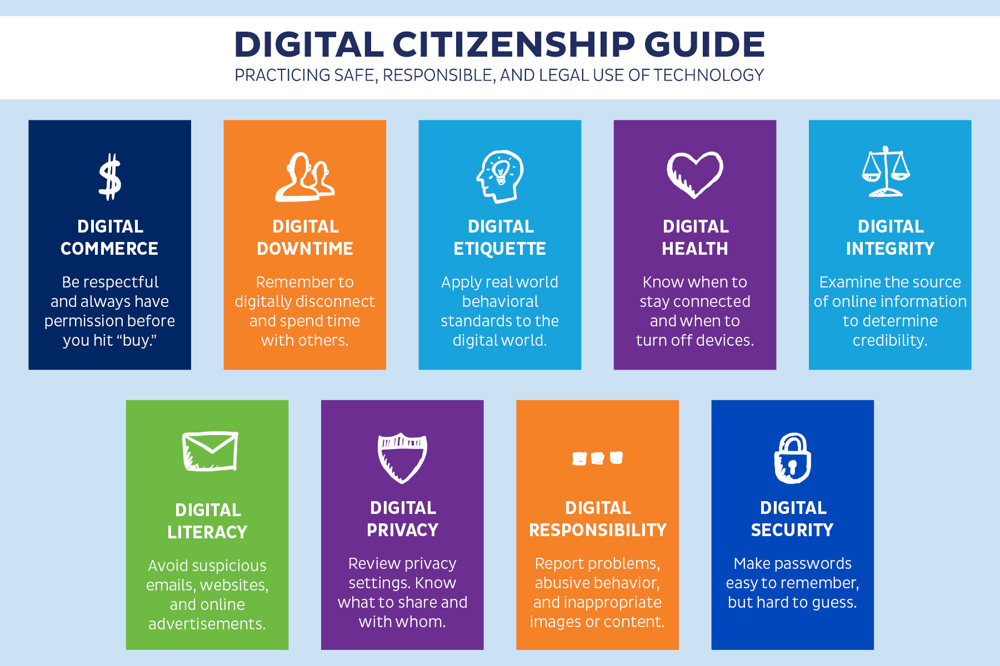 DIGITAL CITIZENSHIP GUIDE
PRACTICING SAFE, RESPONSIBLE, AND LEGAL USE OF TECHNOLOGY
$
DIGITAL
COMMERCE
Be respectful
and always have
permission before
you hit “buy.”
DIGITAL
DOWNTIME
Remember to
digitally disconnect
and spend time
with others.
DIGITAL
ETIQUETTE
Apply real world
behavioral
standards to the
digital world.
DIGITAL
HEALTH
Know when to
stay connected
and when to
turn off devices.
DIGITAL
INTEGRITY
Examine the source
of online information
to determine
credibility.
DIGITAL
LITERACY
Avoid suspicious
emails, websites,
and online
advertisements.
DIGITAL
PRIVACY
Review privacy
settings. Know
what to share and
with whom.
DIGITAL
RESPONSIBILITY
Report problems,
abusive behavior,
and inappropriate
images or content.
DIGITAL
SECURITY
Make passwords
easy to remember,
but hard to guess.